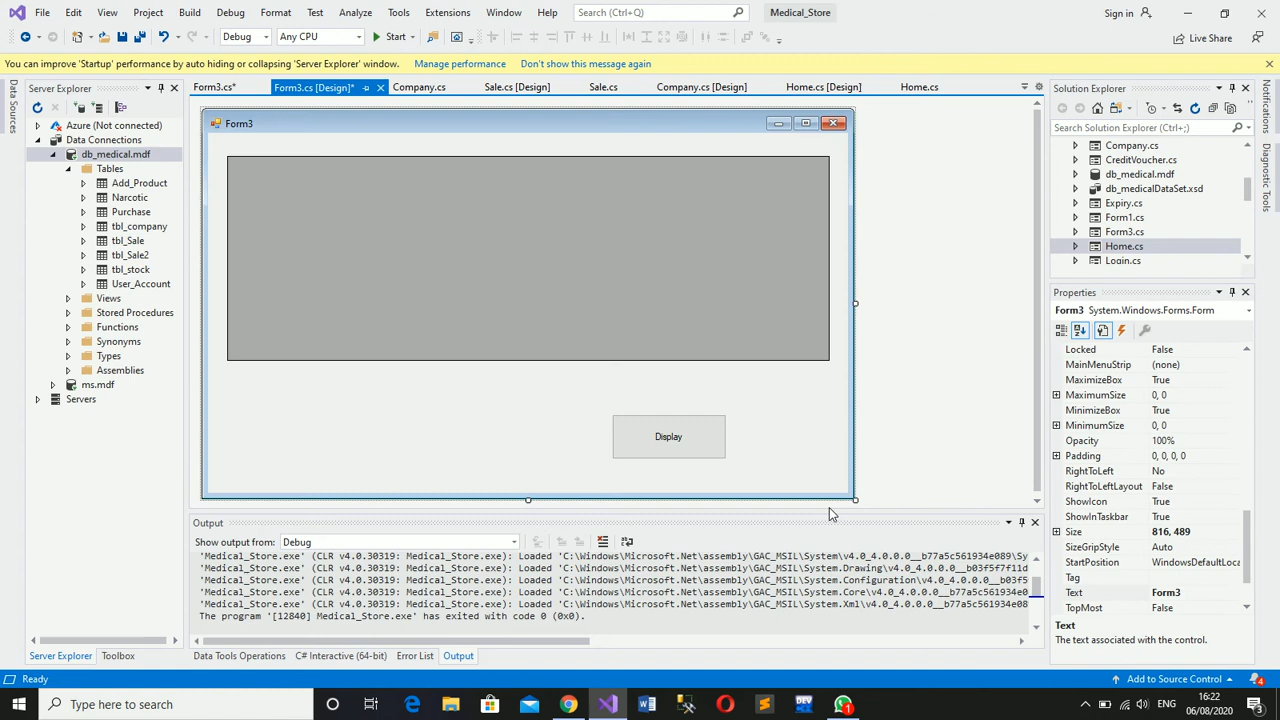 File Edit View Project Build Debug Format Test Analyze Tools Extensions Window Help Search (Ctrl+Q) Medical_Store Sign in
Debug Any CPU Start Live Share
You can improve 'Startup' performance by auto hiding or collapsing 'Server Explorer' window. Manage performance Don't show this message again
Data Sources
Server Explorer
Azure (Not connected)
Data Connections
db_medical.mdf
Tables
Add_Product
Narcotic
Purchase
tbl_company
tbl_Sale
tbl_Sale2
tbl_stock
User_Account
Views
Stored Procedures
Functions
Synonyms
Types
Assemblies
ms.mdf
Servers
Server Explorer Toolbox
Form3.cs* Form3.cs [Design]* Company.cs Sale.cs [Design] Sale.cs Company.cs [Design] Home.cs [Design] Home.cs
Form3
Display
Output
Show output from: Debug
'Medical_Store.exe' (CLR v4.0.30319: Medical_Store.exe): Loaded 'C:\Windows\Microsoft.Net\assembly\GAC_MSIL\System\v4.0_4.0.0.0__b77a5c561934e089\Sy
'Medical_Store.exe' (CLR v4.0.30319: Medical_Store.exe): Loaded 'C:\Windows\Microsoft.Net\assembly\GAC_MSIL\System.Drawing\v4.0_4.0.0.0__b03f5f7f11d
'Medical_Store.exe' (CLR v4.0.30319: Medical_Store.exe): Loaded 'C:\Windows\Microsoft.Net\assembly\GAC_MSIL\System.Configuration\v4.0_4.0.0.0__b03f5
'Medical_Store.exe' (CLR v4.0.30319: Medical_Store.exe): Loaded 'C:\Windows\Microsoft.Net\assembly\GAC_MSIL\System.Core\v4.0_4.0.0.0__b77a5c561934e0
'Medical_Store.exe' (CLR v4.0.30319: Medical_Store.exe): Loaded 'C:\Windows\Microsoft.Net\assembly\GAC_MSIL\System.Xml\v4.0_4.0.0.0__b77a5c561934e08
The program '[12840] Medical_Store.exe' has exited with code 0 (0x0).
Data Tools Operations C# Interactive (64-bit) Error List Output
Solution Explorer
Search Solution Explorer (Ctrl+;)
Company.cs
CreditVoucher.cs
db_medical.mdf
db_medicalDataSet.xsd
Expiry.cs
Form1.cs
Form3.cs
Home.cs
Login.cs
Properties
Form3 System.Windows.Forms.Form
Locked False
MainMenuStrip (none)
MaximizeBox True
MaximumSize 0, 0
MinimizeBox True
MinimumSize 0, 0
Opacity 100%
Padding 0, 0, 0, 0
RightToLeft No
RightToLeftLayout False
ShowIcon True
ShowInTaskbar True
Size 816, 489
SizeGripStyle Auto
StartPosition WindowsDefaultLoca
Tag
Text Form3
TopMost False
Text
The text associated with the control.
Notifications
Diagnostic Tools
Ready Add to Source Control 4
Type here to search DEV 1 ENG 16:22 06/08/2020 3